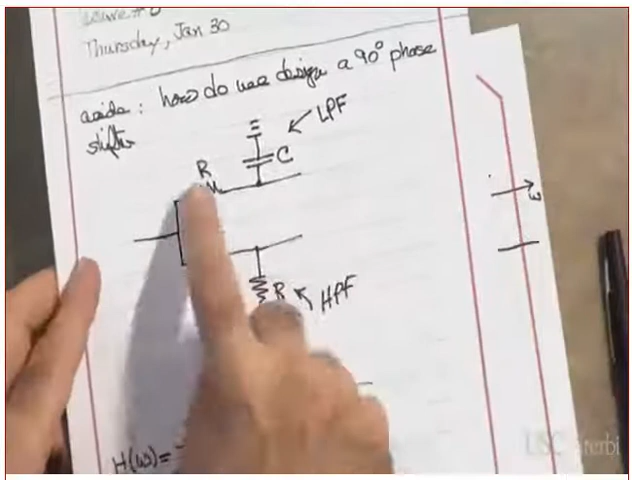 Thursday, Jan 30
aside: how do we design a 90° phase
shifter
LPF
C
R
R
HPF
ω
H(ω)=
USC